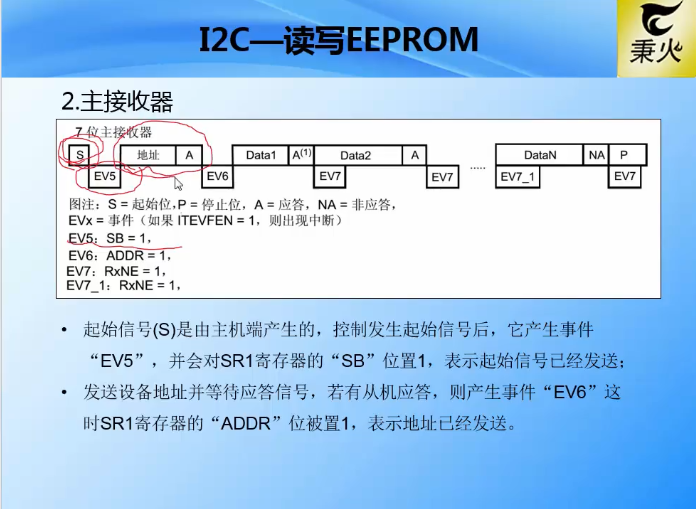 I2C—读写EEPROM
秉火
2.主接收器
7 位主接收器
S 地址 A Data1 A(1) Data2 A ..... DataN NA P
EV5 EV6 EV7 EV7 EV7_1 EV7
图注：S = 起始位,P = 停止位，A = 应答，NA = 非应答，
EVx = 事件（如果 ITEVFEN = 1，则出现中断）
EV5：SB = 1，
EV6：ADDR = 1，
EV7：RxNE = 1，
EV7_1：RxNE = 1，
• 起始信号(S)是由主机端产生的，控制发生起始信号后，它产生事件
“EV5”，并会对SR1寄存器的“SB”位置1，表示起始信号已经发送；
• 发送设备地址并等待应答信号，若有从机应答，则产生事件“EV6”这
时SR1寄存器的“ADDR”位被置1，表示地址已经发送。